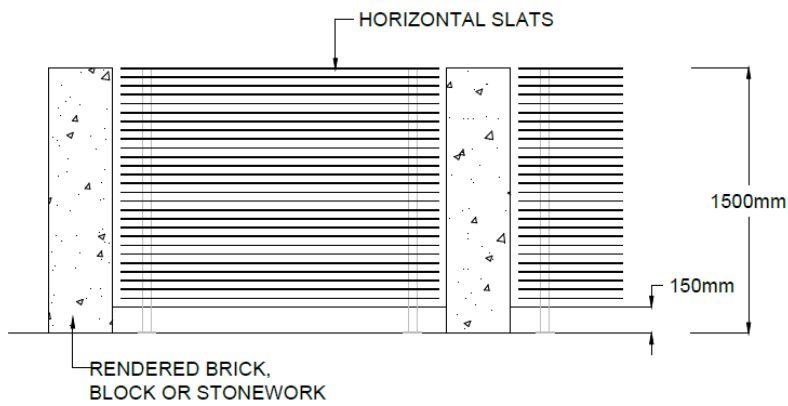 HORIZONTAL SLATS
1500mm
150mm
RENDERED BRICK,
BLOCK OR STONEWORK